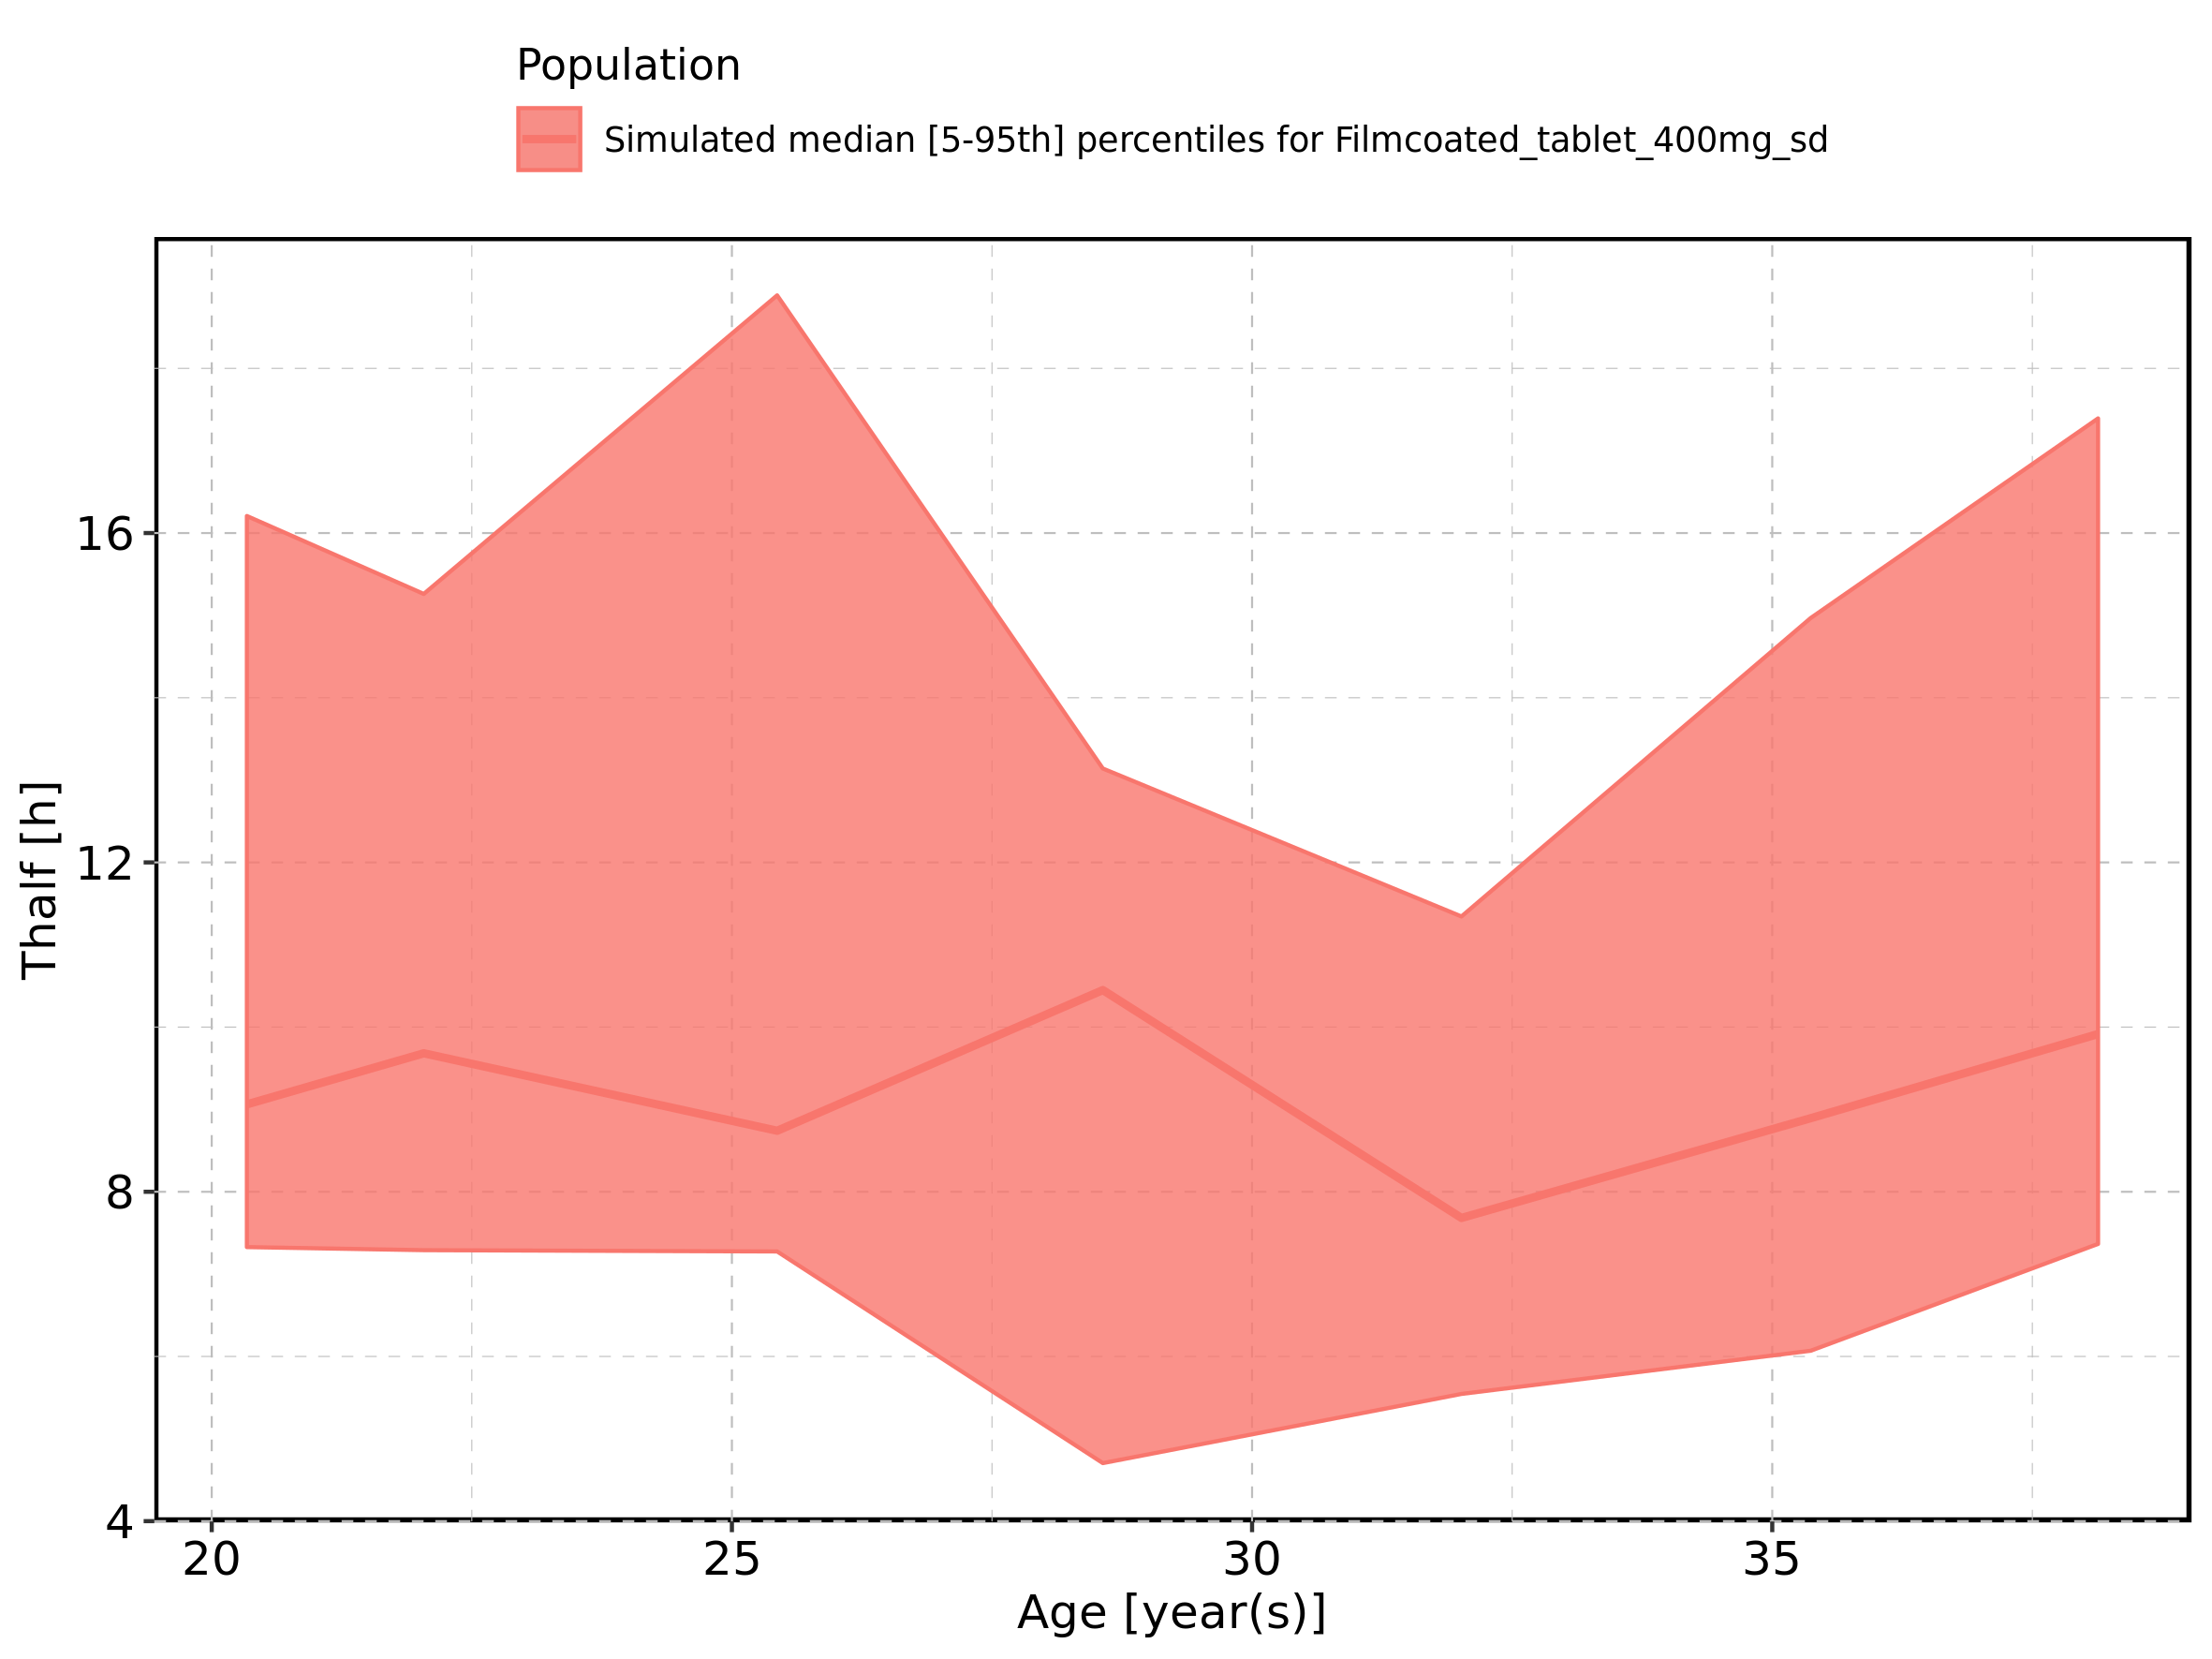 Population
Simulated median [5-95th] percentiles for Filmcoated_tablet_400mg_sd
Thalf [h]
16
12
8
4
20 25 30 35
Age [year(s)]